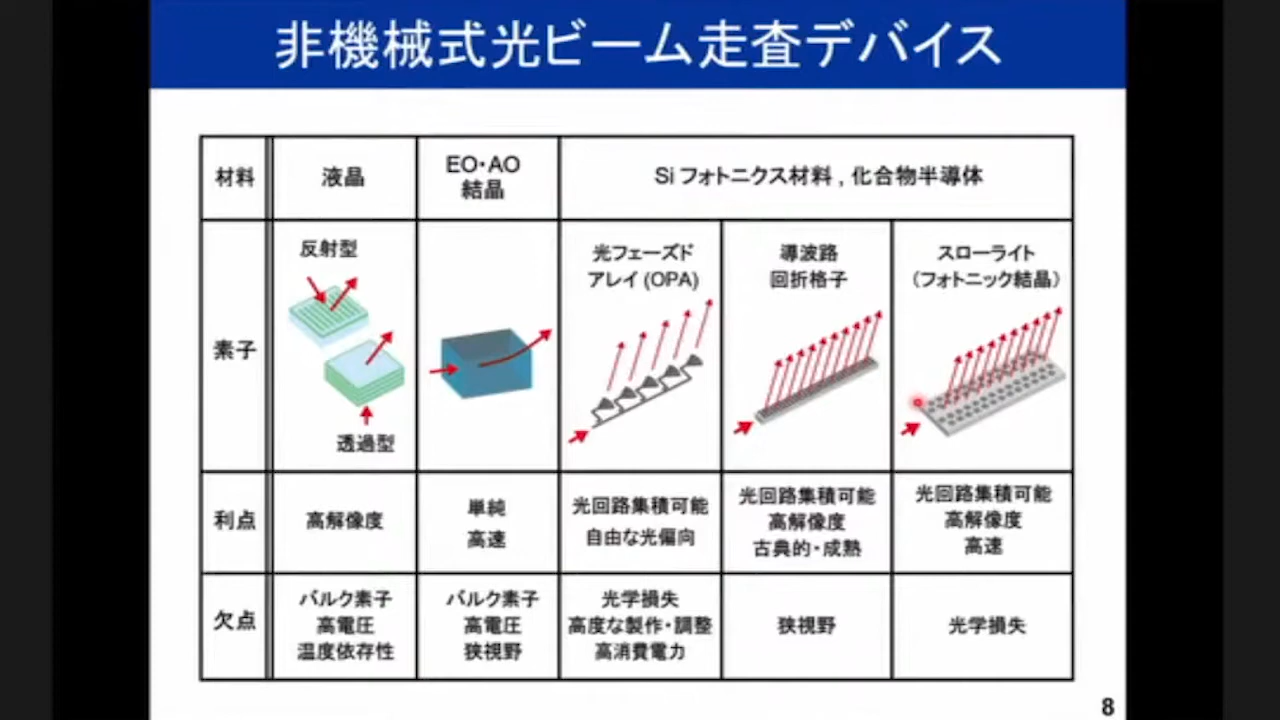 非機械式光ビーム走査デバイス
材料
液晶
EO・AO
結晶
Si フォトニクス材料 , 化合物半導体
素子
反射型
透過型
光フェーズド
アレイ (OPA)
導波路
回折格子
スローライト
(フォトニック結晶)
利点
高解像度
単純
高速
光回路集積可能
自由な光偏向
光回路集積可能
高解像度
古典的・成熟
光回路集積可能
高解像度
高速
欠点
バルク素子
高電圧
温度依存性
バルク素子
高電圧
狭視野
光学損失
高度な製作・調整
高消費電力
狭視野
光学損失
8